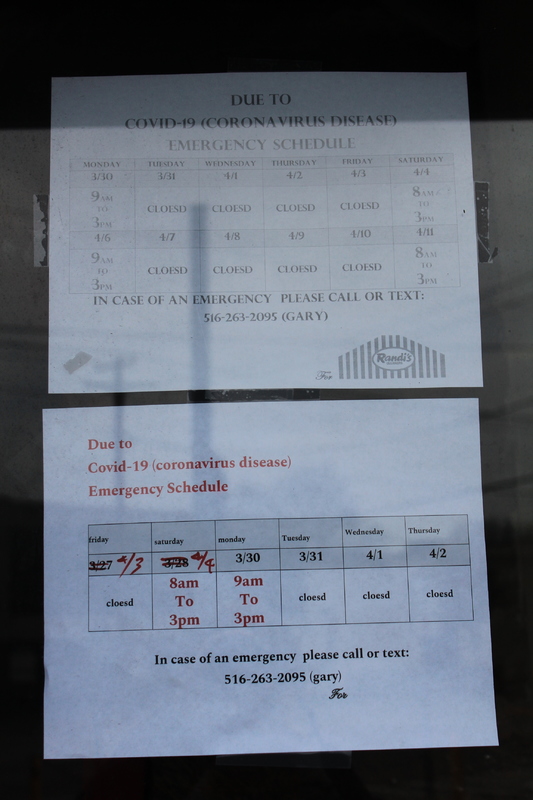 DUE TO
COVID-19 (CORONAVIRUS DISEASE)
EMERGENCY SCHEDULE
MONDAY TUESDAY WEDNESDAY THURSDAY FRIDAY SATURDAY
3/30 3/31 4/1 4/2 4/3 4/4
9AM TO 3PM CLOESD CLOESD CLOESD CLOESD 8AM TO 3PM
4/6 4/7 4/8 4/9 4/10 4/11
9AM TO 3PM CLOESD CLOESD CLOESD CLOESD 8AM TO 3PM
IN CASE OF AN EMERGENCY PLEASE CALL OR TEXT:
516-263-2095 (GARY)
For Randi's
Due to
Covid-19 (coronavirus disease)
Emergency Schedule
friday saturday monday Tuesday Wednesday Thursday
3/27 4/3 3/28 4/4 3/30 3/31 4/1 4/2
cloesd 8am To 3pm 9am To 3pm cloesd cloesd cloesd
In case of an emergency please call or text:
516-263-2095 (gary)
For